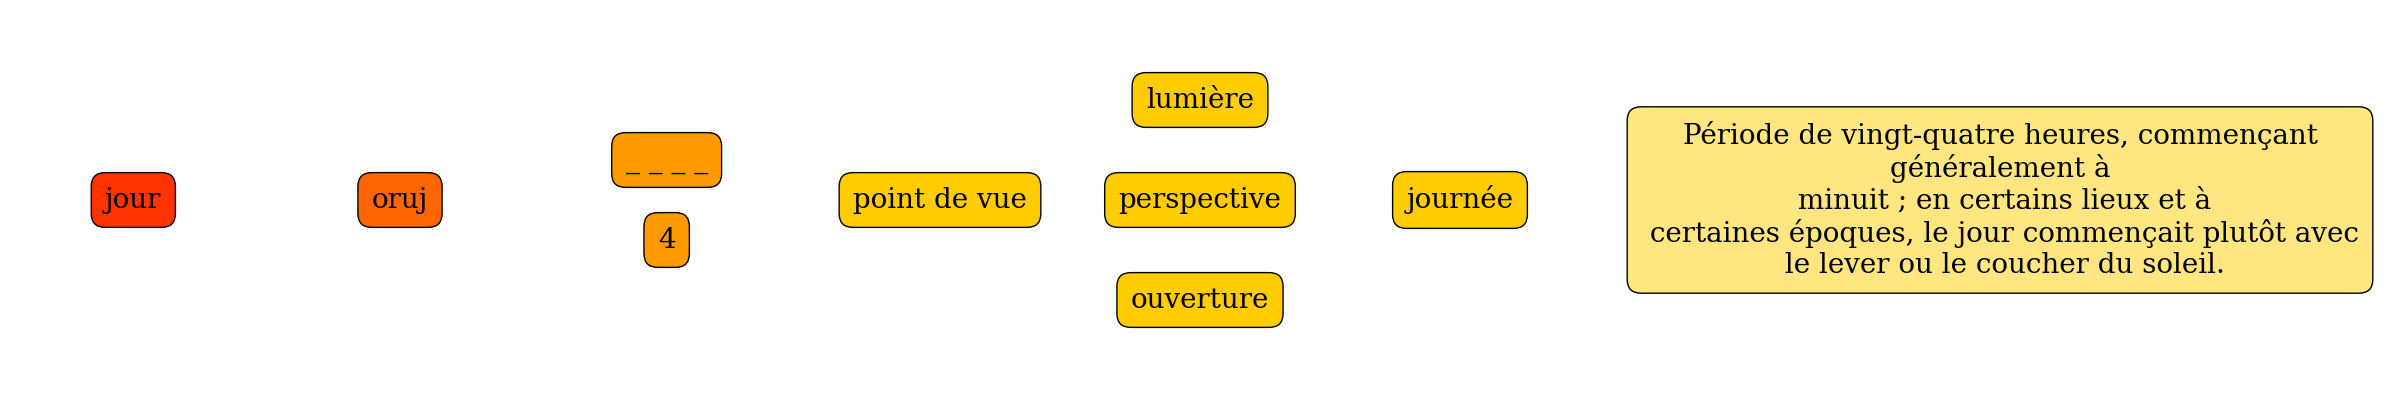 jour
oruj
_ _ _ _
4
point de vue
lumière
perspective
ouverture
journée
Période de vingt-quatre heures, commençant
généralement à
minuit ; en certains lieux et à
certaines époques, le jour commençait plutôt avec
le lever ou le coucher du soleil.